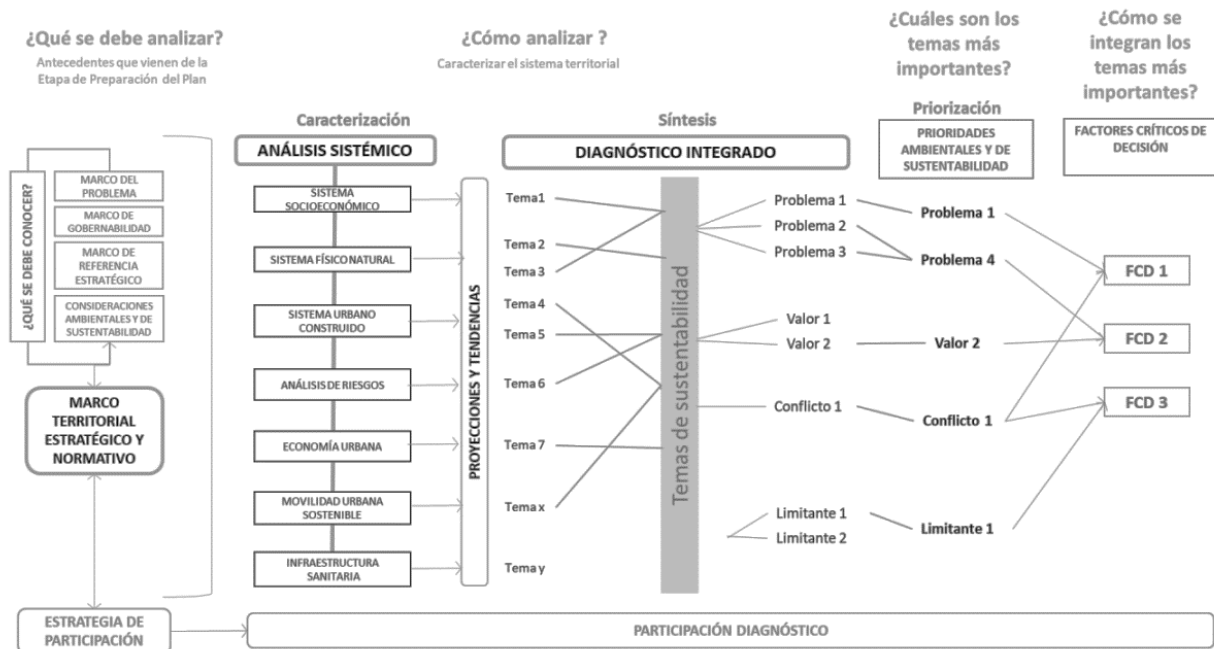 ¿Qué se debe analizar?
Antecedentes que vienen de la
Etapa de Preparación del Plan
¿Cómo analizar ?
Caracterizar el sistema territorial
¿Cuáles son los
temas más
importantes?
¿Cómo se
integran los
temas más
importantes?
Caracterización
Síntesis
Priorización
ANÁLISIS SISTÉMICO
DIAGNÓSTICO INTEGRADO
PRIORIDADES
AMBIENTALES Y DE
SUSTENTABILIDAD
FACTORES CRÍTICOS DE
DECISIÓN
¿QUÉ SE DEBE CONOCER?
MARCO DEL
PROBLEMA
MARCO DE
GOBERNABILIDAD
MARCO DE
REFERENCIA
ESTRATÉGICO
CONSIDERACIONES
AMBIENTALES Y DE
SUSTENTABILIDAD
MARCO
TERRITORIAL
ESTRATÉGICO Y
NORMATIVO
SISTEMA
SOCIOECONÓMICO
SISTEMA FÍSICO NATURAL
SISTEMA URBANO
CONSTRUIDO
ANÁLISIS DE RIESGOS
ECONOMÍA URBANA
MOVILIDAD URBANA
SOSTENIBLE
INFRAESTRUCTURA
SANITARIA
PROYECCIONES Y TENDENCIAS
Tema1
Tema 2
Tema 3
Tema 4
Tema 5
Tema 6
Tema 7
Tema x
Tema y
Temas de sustentabilidad
Problema 1
Problema 2
Problema 3
Valor 1
Valor 2
Conflicto 1
Limitante 1
Limitante 2
Problema 1
Problema 4
Valor 2
Conflicto 1
Limitante 1
FCD 1
FCD 2
FCD 3
ESTRATEGIA DE
PARTICIPACIÓN
PARTICIPACIÓN DIAGNÓSTICO